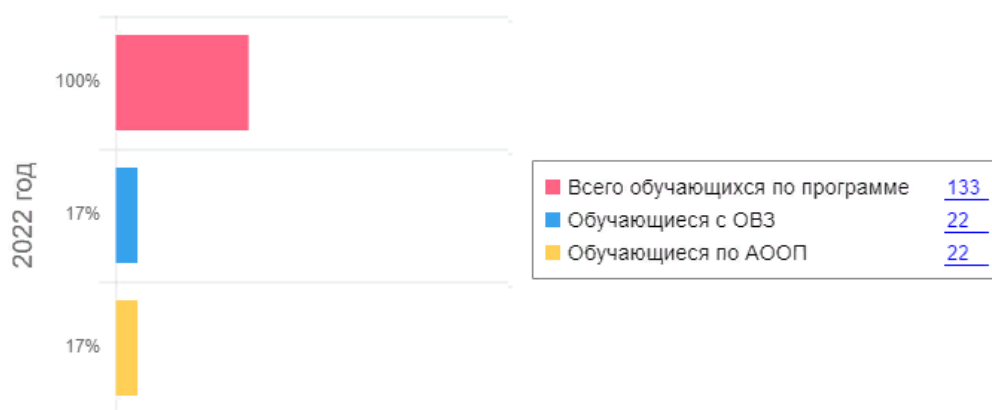 100%
17%
17%
2022 год
Всего обучающихся по программе 133
Обучающиеся с ОВЗ 22
Обучающиеся по АООП 22